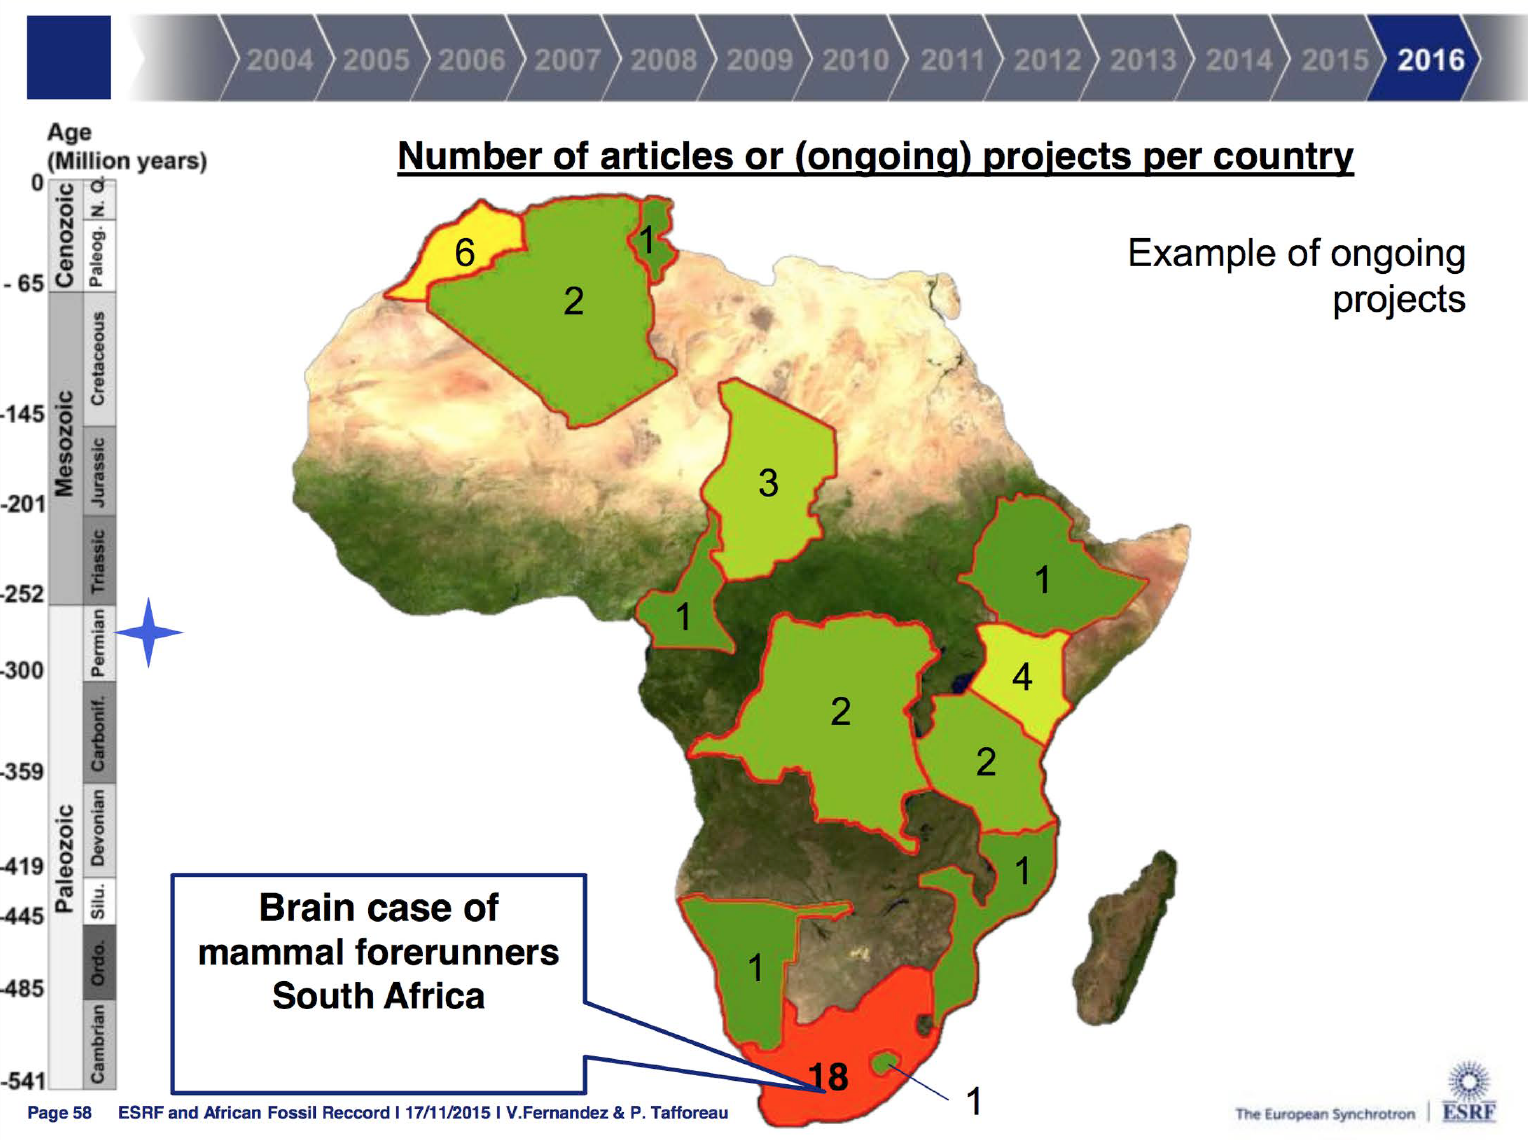 2004 2005 2006 2007 2008 2009 2010 2011 2012 2013 2014 2015 2016
Age
(Million years)
Number of articles or (ongoing) projects per country
Example of ongoing
projects
0
- 65
-145
-201
-252
-300
-359
-419
-445
-485
-541
Cenozoic
Mesozoic
Paleozoic
N. Q.
Paleog.
Cretaceous
Jurassic
Triassic
Permian
Carbonif.
Devonian
Silu.
Ordo.
Cambrian
6
1
2
3
1
1
4
2
2
1
1
18
1
Brain case of
mammal forerunners
South Africa
Page 58 ESRF and African Fossil Reccord l 17/11/2015 l V.Fernandez & P. Tafforeau
The European Synchrotron | ESRF